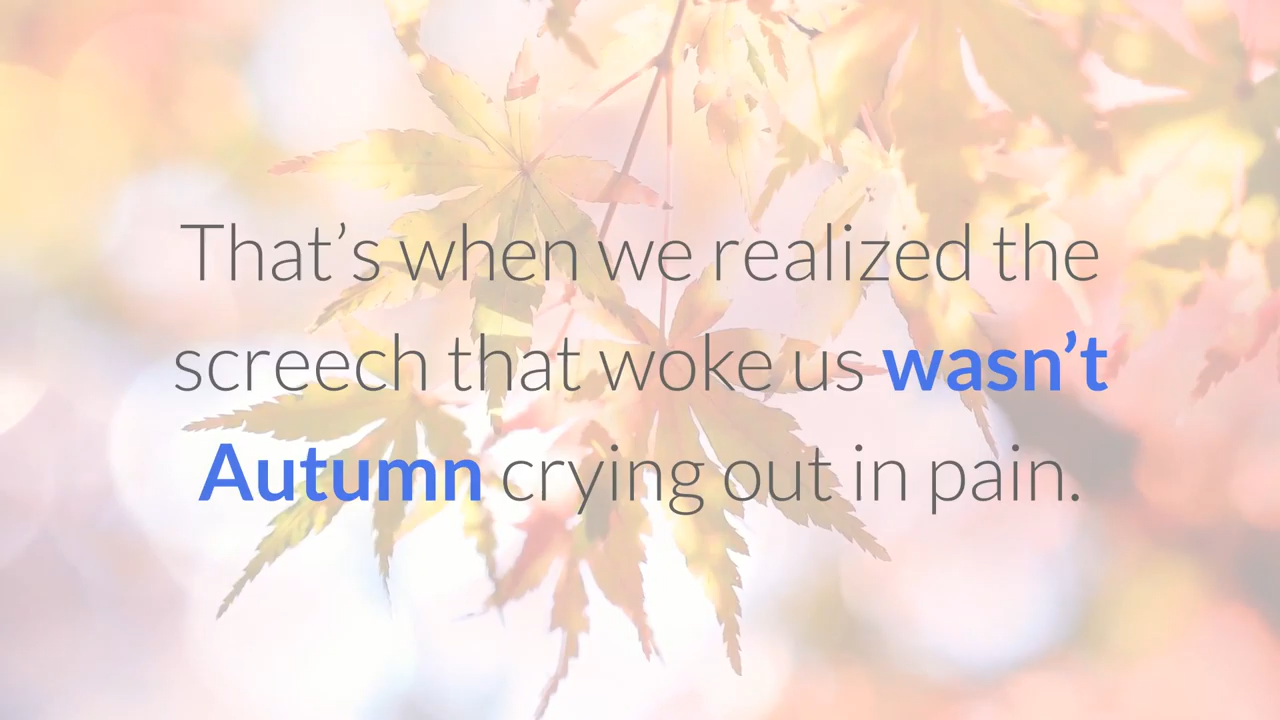 That’s when we realized the
screech that woke us wasn’t
Autumn crying out in pain.